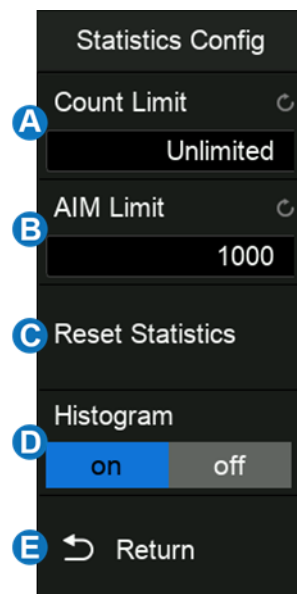 Statistics Config
A
Count Limit
Unlimited
B
AIM Limit
1000
C
Reset Statistics
D
Histogram
on off
E
Return